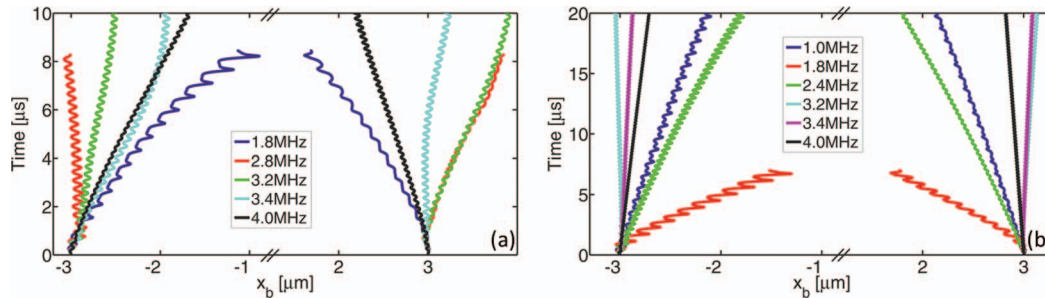 10
8
6
4
2
0
Time [µs]
-3
-2
-1
2
3
x_b [µm]
1.8MHz
2.8MHz
3.2MHz
3.4MHz
4.0MHz
(a)
20
15
10
5
0
Time [µs]
-3
-2
-1
2
3
x_b [µm]
1.0MHz
1.8MHz
2.4MHz
3.2MHz
3.4MHz
4.0MHz
(b)